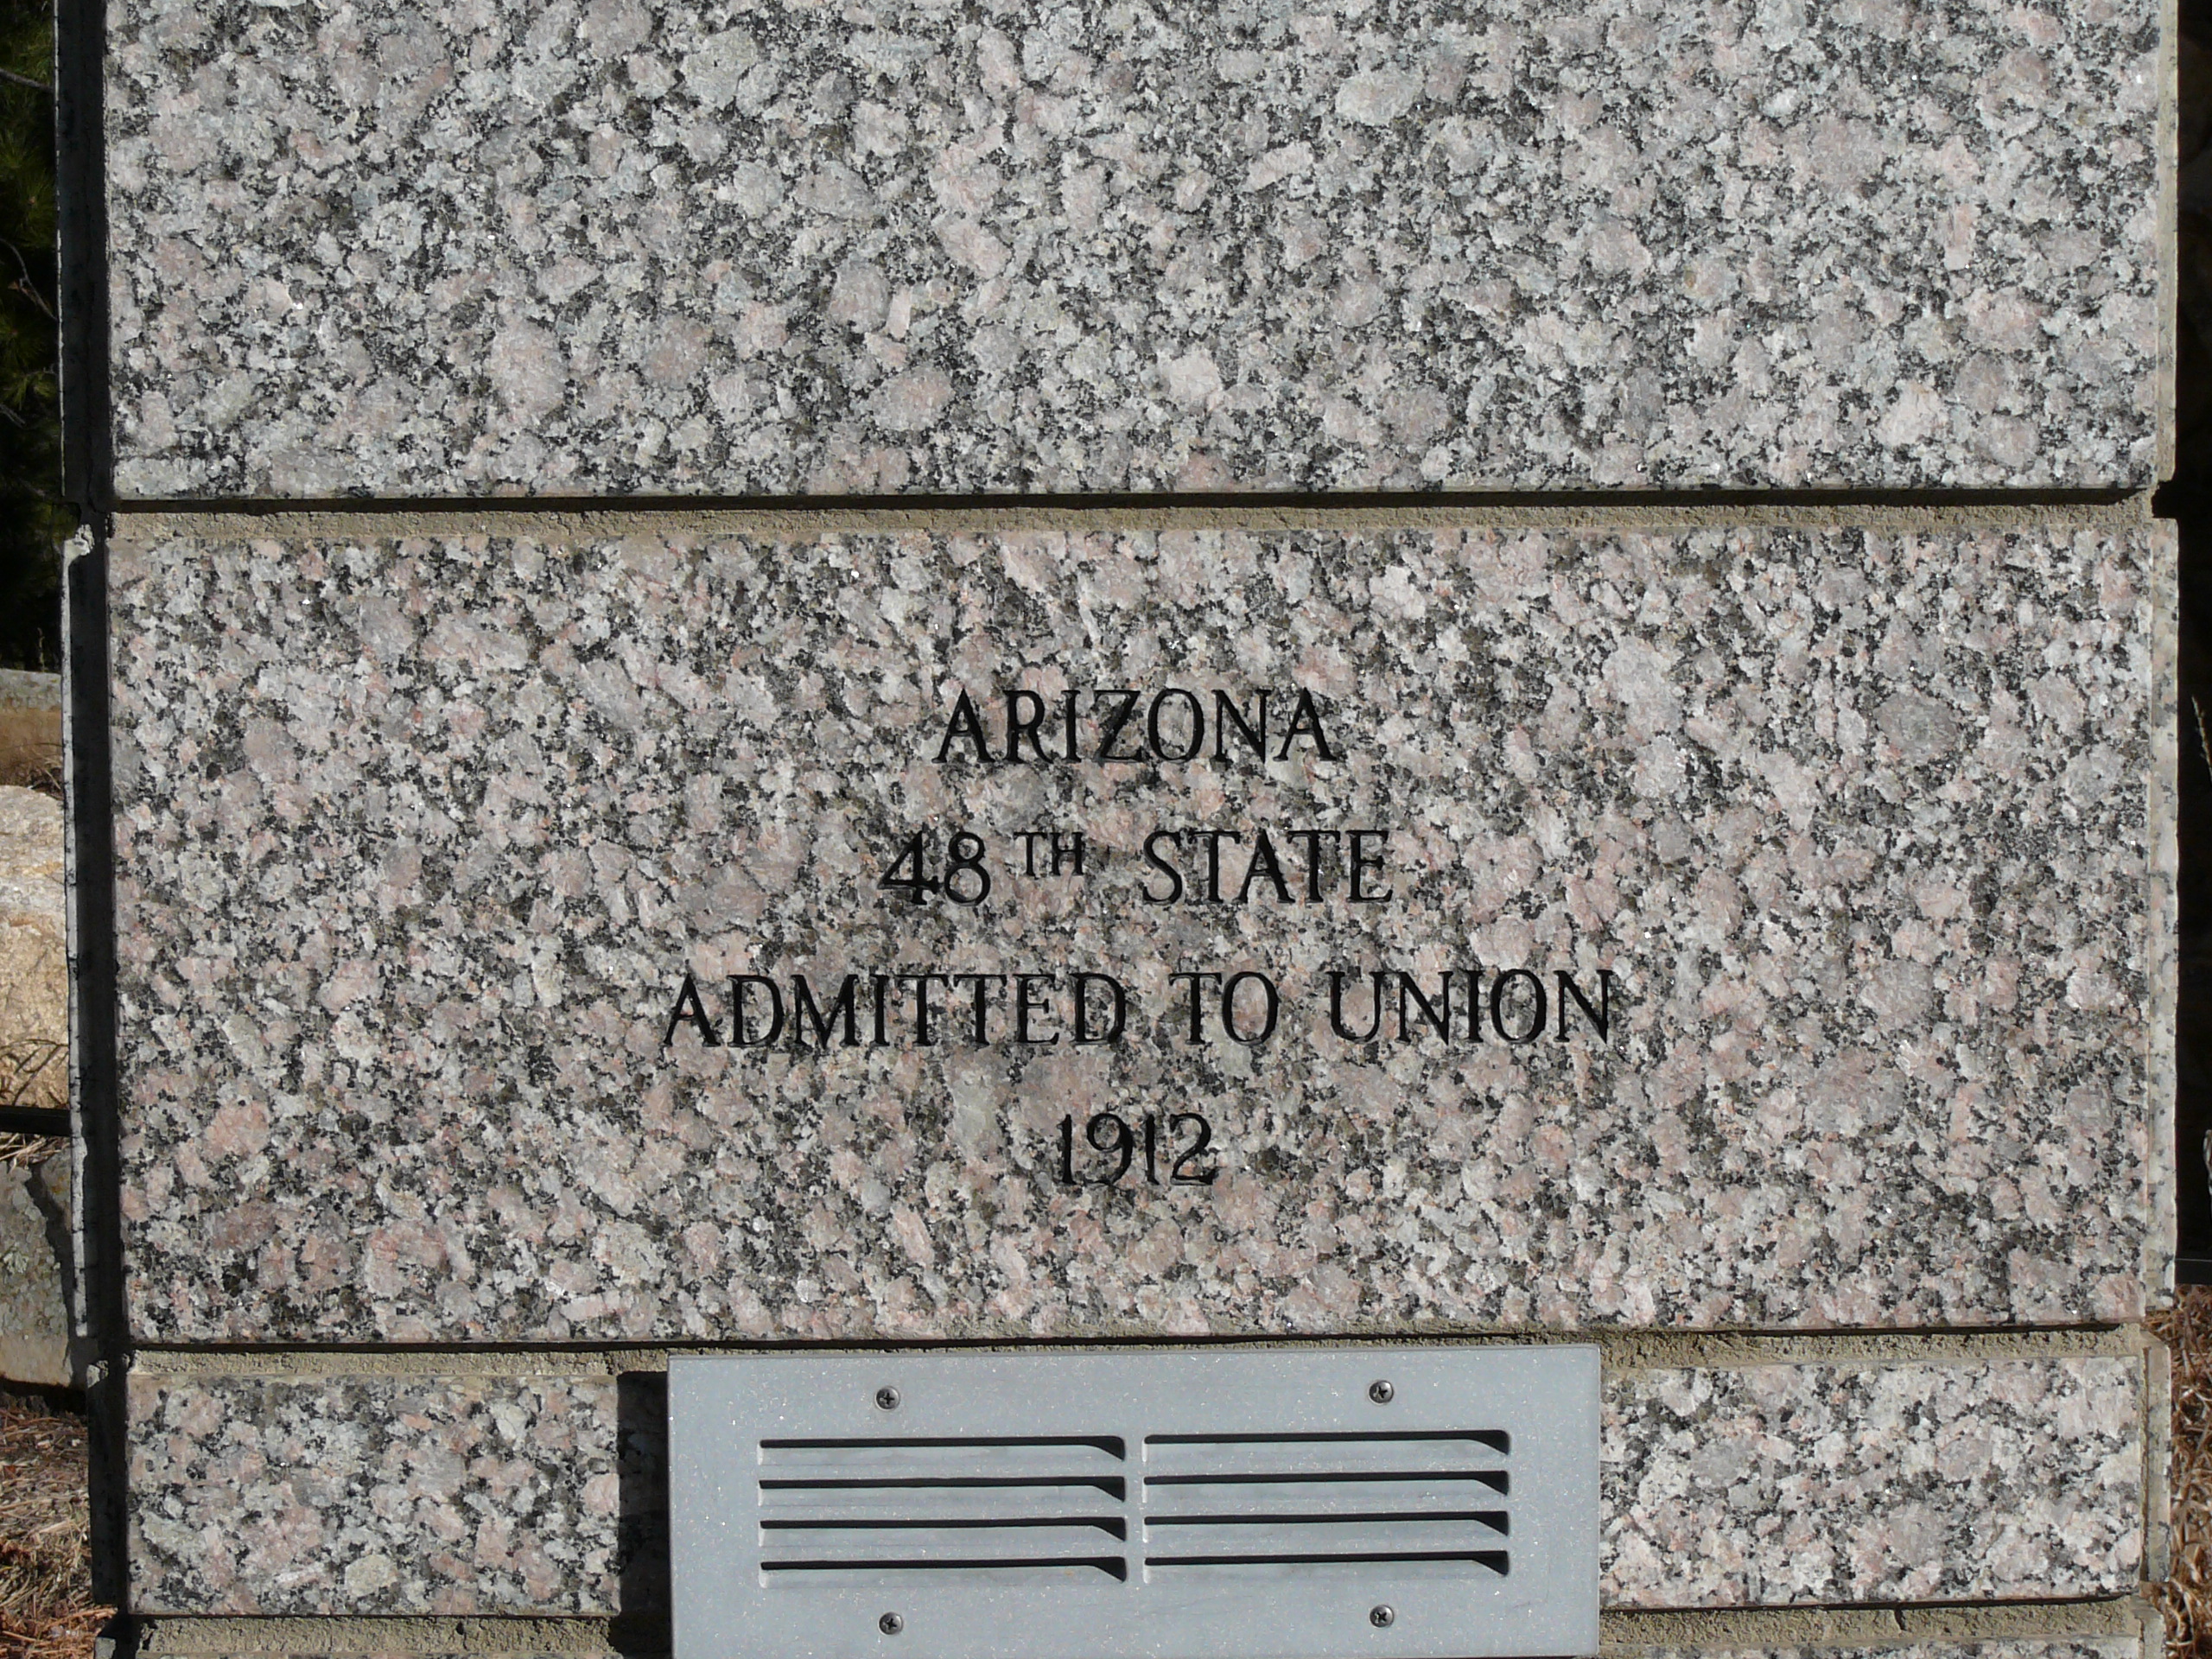 ARIZONA
48TH STATE
ADMITTED TO UNION
1912